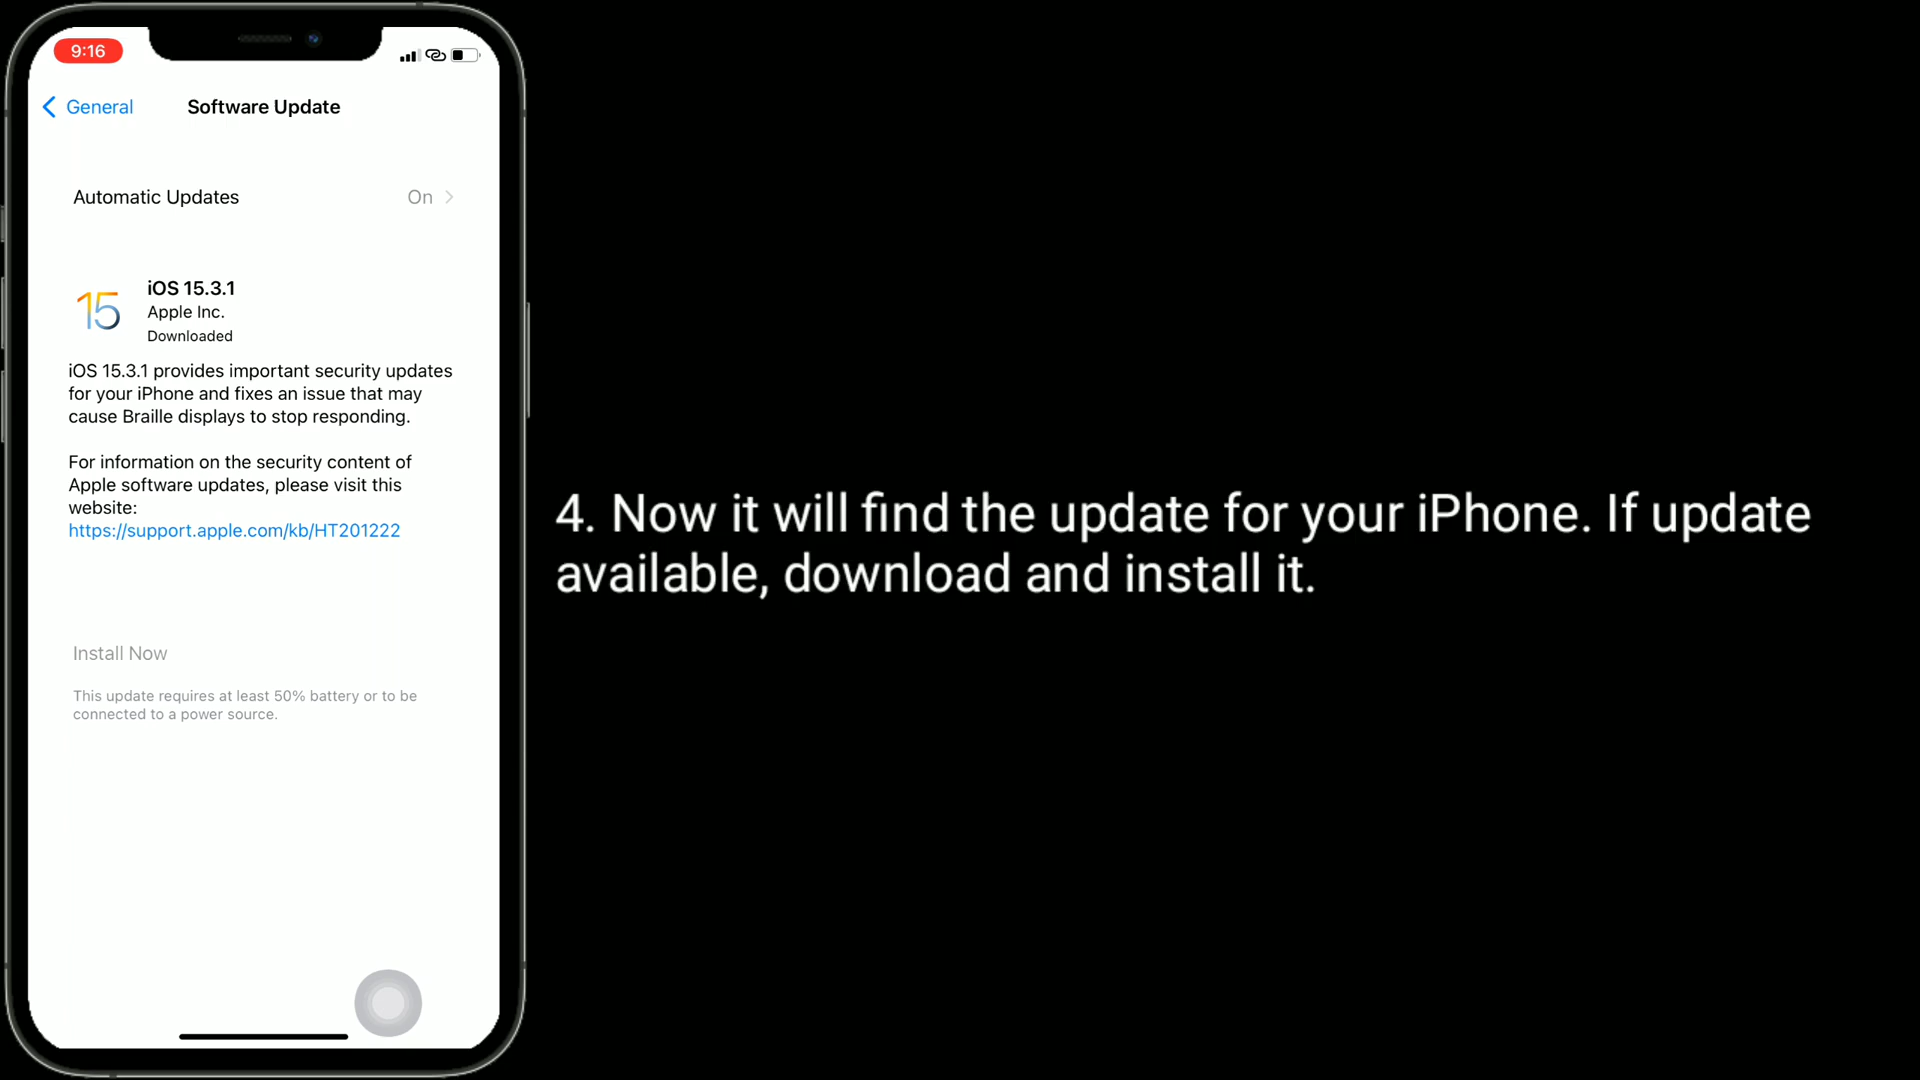 9:16
General
Software Update
Automatic Updates
On
15
iOS 15.3.1
Apple Inc.
Downloaded
iOS 15.3.1 provides important security updates
for your iPhone and fixes an issue that may
cause Braille displays to stop responding.
For information on the security content of
Apple software updates, please visit this
website:
https://support.apple.com/kb/HT201222
Install Now
This update requires at least 50% battery or to be
connected to a power source.
4. Now it will find the update for your iPhone. If update
available, download and install it.